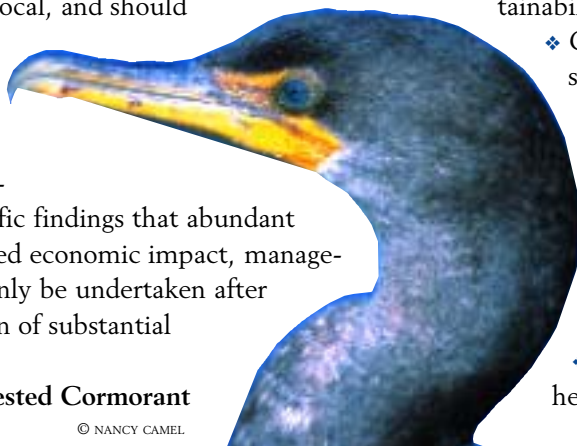 ocal, and should
-
fic findings that abundant
ed economic impact, manage-
nly be undertaken after
n of substantial
ested Cormorant
© NANCY CAMEL
tainabi
❖ C
s
he